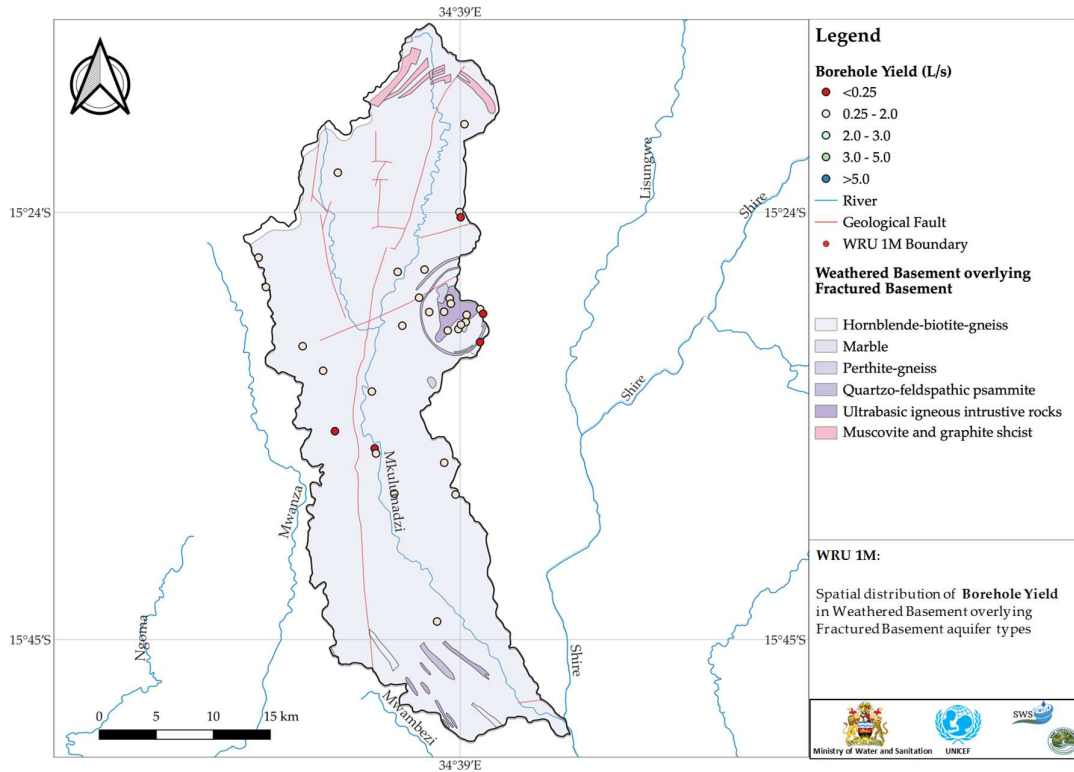 34°39'E
Legend
Borehole Yield (L/s)
<0.25
0.25 - 2.0
2.0 - 3.0
3.0 - 5.0
>5.0
River
Geological Fault
WRU 1M Boundary
Weathered Basement overlying
Fractured Basement
Hornblende-biotite-gneiss
Marble
Perthite-gneiss
Quartzo-feldspathic psammite
Ultrabasic igneous intrustive rocks
Muscovite and graphite shcist
15°24'S
15°24'S
Lisungwe
Shire
Shire
Mkulumadzi
Mwanza
Ngoma
15°45'S
15°45'S
Shire
Mwambezi
0 5 10 15 km
34°39'E
WRU 1M:
Spatial distribution of Borehole Yield
in Weathered Basement overlying
Fractured Basement aquifer types
Ministry of Water and Sanitation
UNICEF
SWS